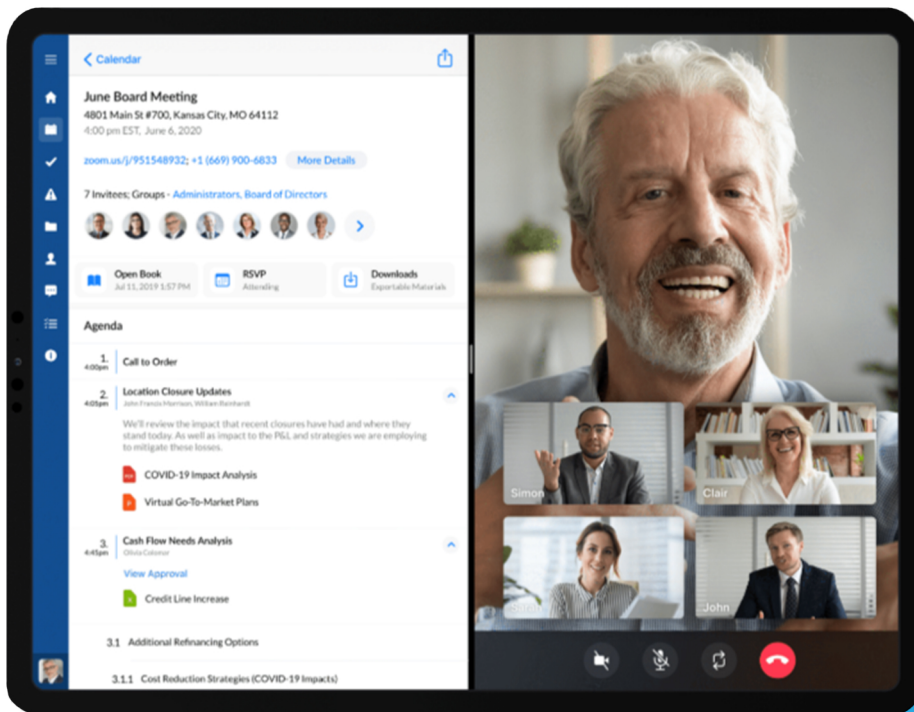 Calendar
June Board Meeting
4801 Main St #700, Kansas City, MO 64112
4:00 pm EST, June 6, 2020
zoom.us/j/951548932; +1 (669) 900-6833 More Details
7 Invitees; Groups - Administrators, Board of Directors
Open Book
Jul 11, 2019 1:57 PM
RSVP
Attending
Downloads
Exportable Materials
Agenda
1.
4:00pm
Call to Order
2.
4:05pm
Location Closure Updates
John Francis Morrison, William Reinhardt
We'll review the impact that recent closures have had and where they
stand today. As well as impact to the P&L and strategies we are employing
to mitigate these losses.
COVID-19 Impact Analysis
Virtual Go-To-Market Plans
3.
4:45pm
Cash Flow Needs Analysis
Olivia Colomar
View Approval
Credit Line Increase
3.1 Additional Refinancing Options
3.1.1 Cost Reduction Strategies (COVID-19 Impacts)
Simon
Clair
John